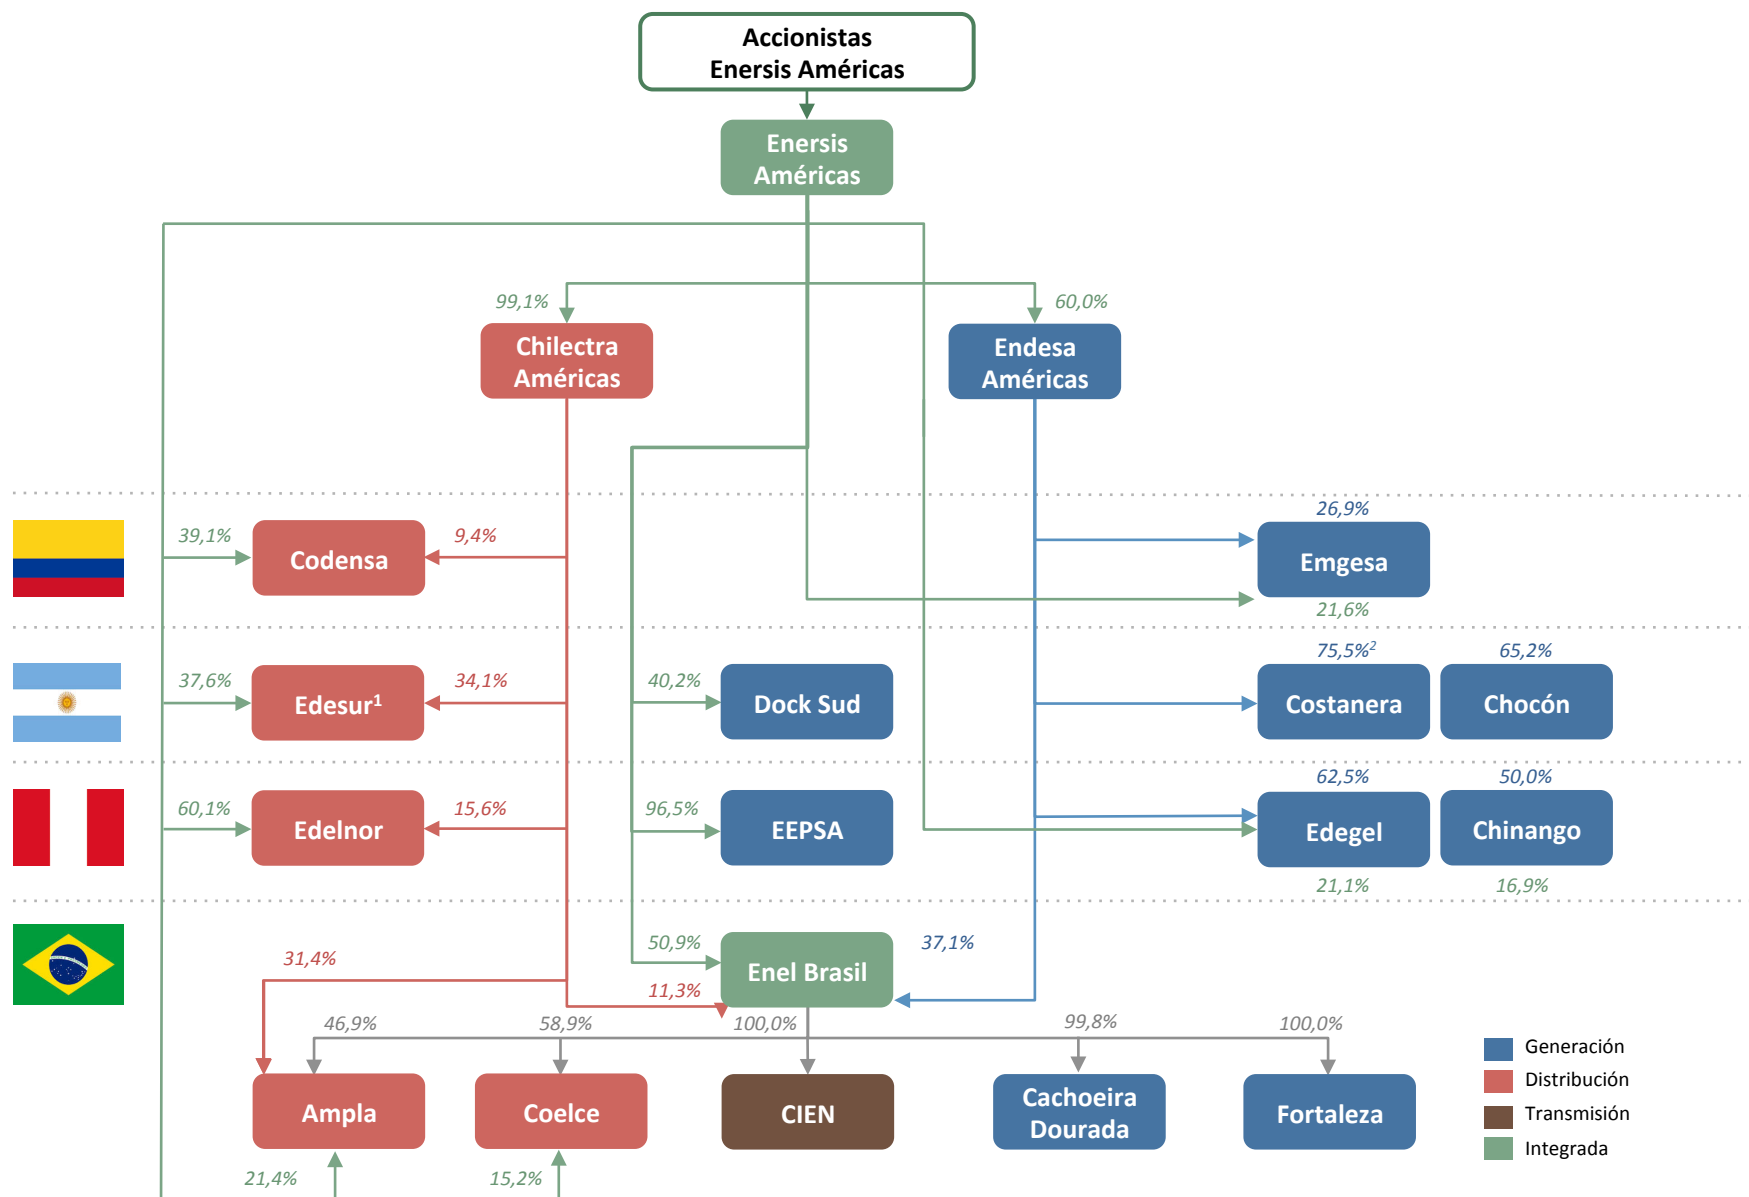 Accionistas
Enersis Américas
Enersis
Américas
99,1%
60,0%
Chilectra
Américas
Endesa
Américas
39,1%
Codensa
9,4%
26,9%
Emgesa
21,6%
37,6%
Edesur¹
34,1%
40,2%
Dock Sud
75,5%²
Costanera
65,2%
Chocón
60,1%
Edelnor
15,6%
96,5%
EEPSA
62,5%
Edegel
21,1%
50,0%
Chinango
16,9%
31,4%
50,9%
11,3%
Enel Brasil
37,1%
46,9%
58,9%
100,0%
99,8%
100,0%
Ampla
Coelce
CIEN
Cachoeira
Dourada
Fortaleza
21,4%
15,2%
Generación
Distribución
Transmisión
Integrada